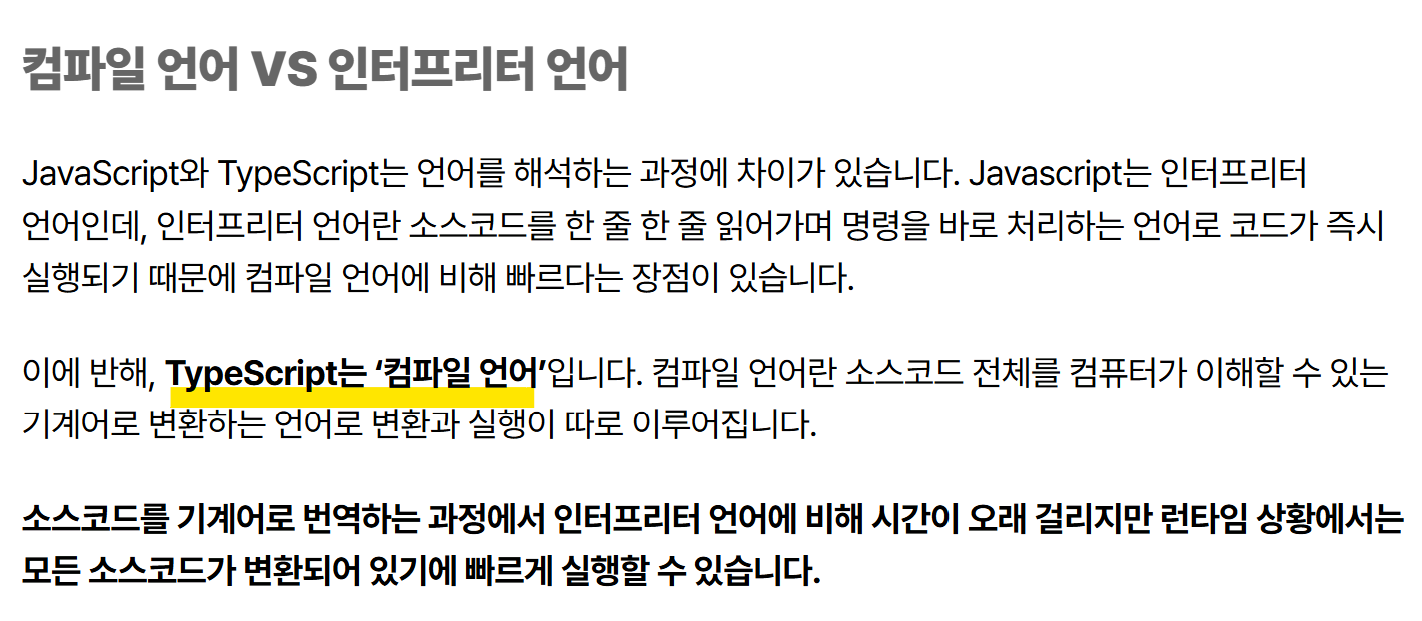 컴파일 언어 VS 인터프리터 언어
JavaScript와 TypeScript는 언어를 해석하는 과정에 차이가 있습니다. Javascript는 인터프리터
언어인데, 인터프리터 언어란 소스코드를 한 줄 한 줄 읽어가며 명령을 바로 처리하는 언어로 코드가 즉시
실행되기 때문에 컴파일 언어에 비해 빠르다는 장점이 있습니다.
이에 반해, TypeScript는 ‘컴파일 언어’입니다. 컴파일 언어란 소스코드 전체를 컴퓨터가 이해할 수 있는
기계어로 변환하는 언어로 변환과 실행이 따로 이루어집니다.
소스코드를 기계어로 번역하는 과정에서 인터프리터 언어에 비해 시간이 오래 걸리지만 런타임 상황에서는
모든 소스코드가 변환되어 있기에 빠르게 실행할 수 있습니다.